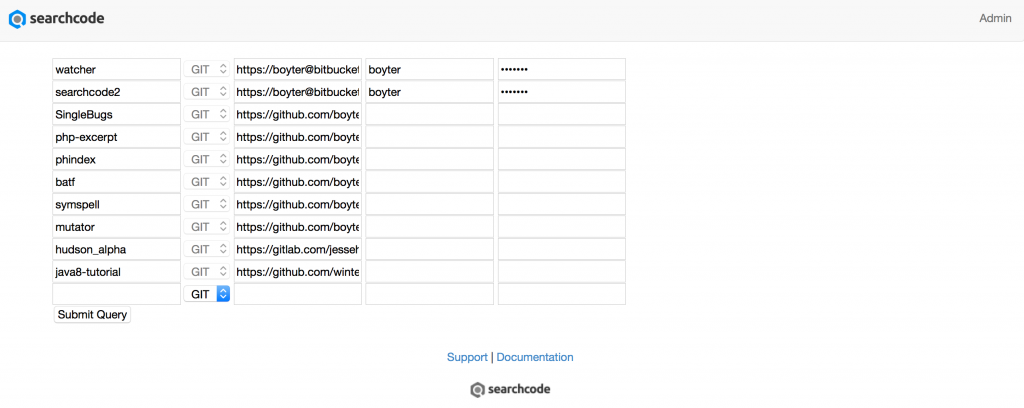 searchcode Admin
watcher GIT https://boyter@bitbucket boyter •••••••
searchcode2 GIT https://boyter@bitbucket boyter •••••••
SingleBugs GIT https://github.com/boyte
php-excerpt GIT https://github.com/boyte
phindex GIT https://github.com/boyte
batf GIT https://github.com/boyte
symspell GIT https://github.com/boyte
mutator GIT https://github.com/boyte
hudson_alpha GIT https://gitlab.com/jesseh
java8-tutorial GIT https://github.com/winte
GIT
Submit Query
Support | Documentation
searchcode